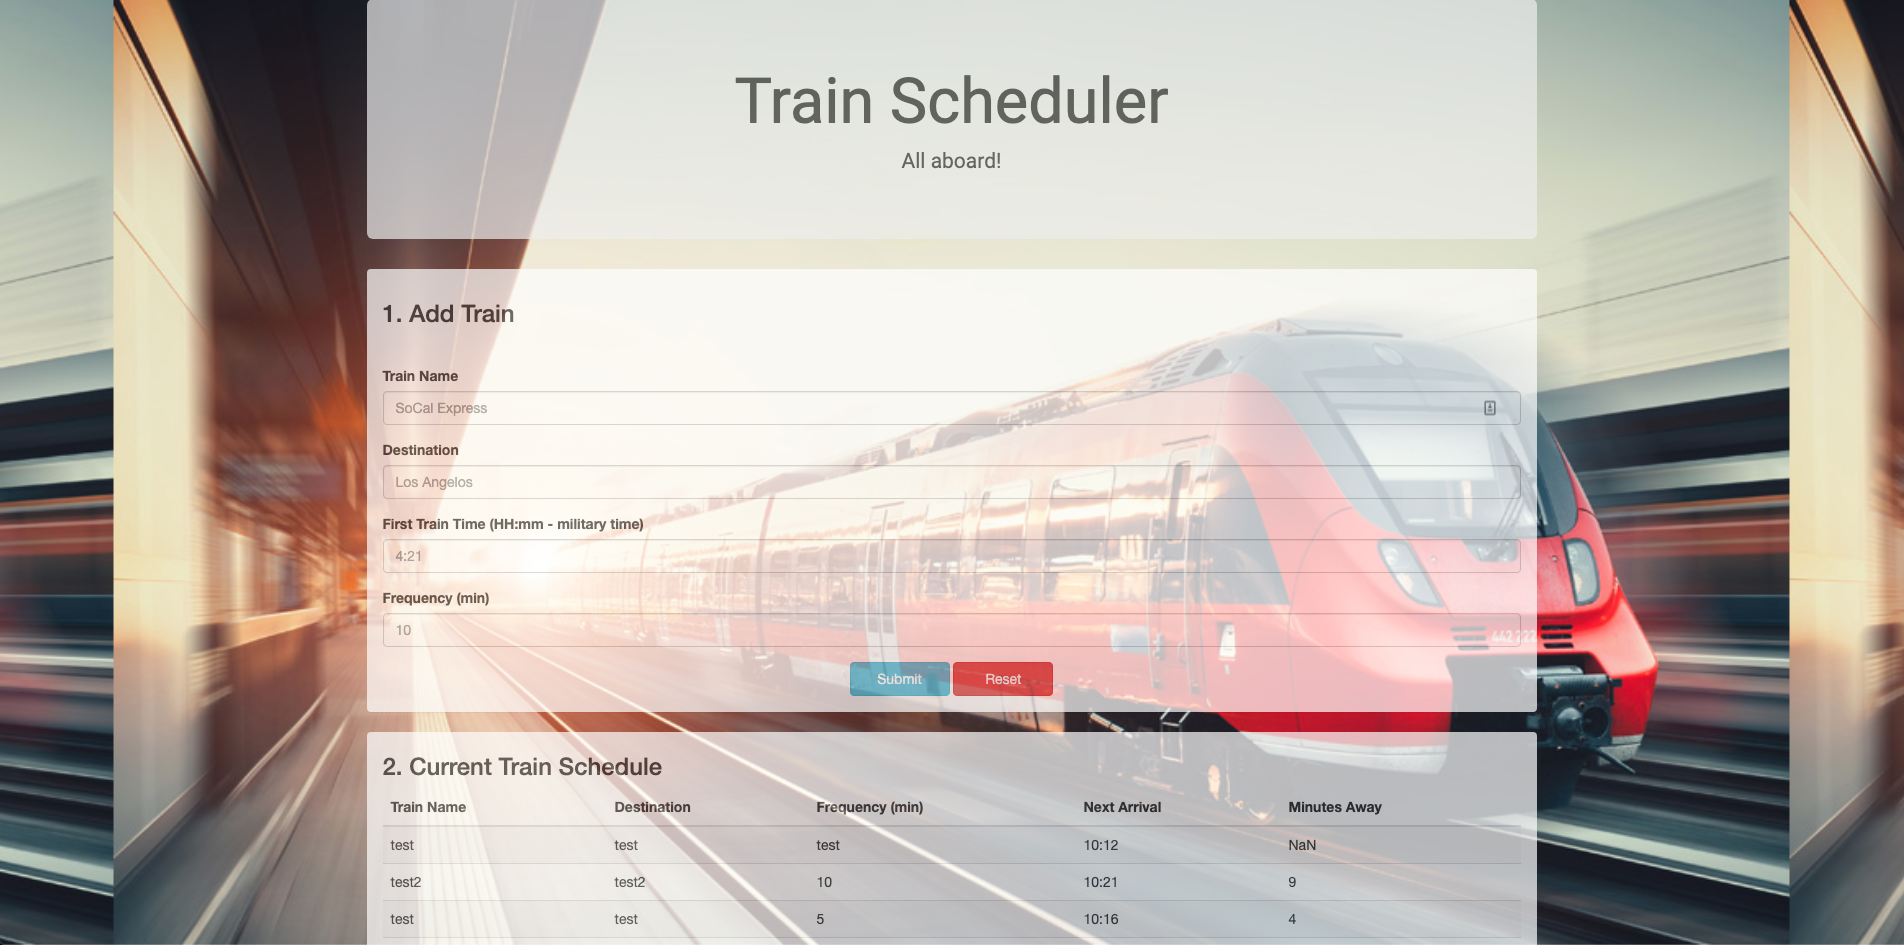 Train Scheduler
All aboard!
1. Add Train
Train Name
SoCal Express
Destination
Los Angelos
First Train Time (HH:mm - military time)
4:21
Frequency (min)
10
442 222
Submit Reset
2. Current Train Schedule
Train Name Destination Frequency (min) Next Arrival Minutes Away
test test test 10:12 NaN
test2 test2 10 10:21 9
test test 5 10:16 4